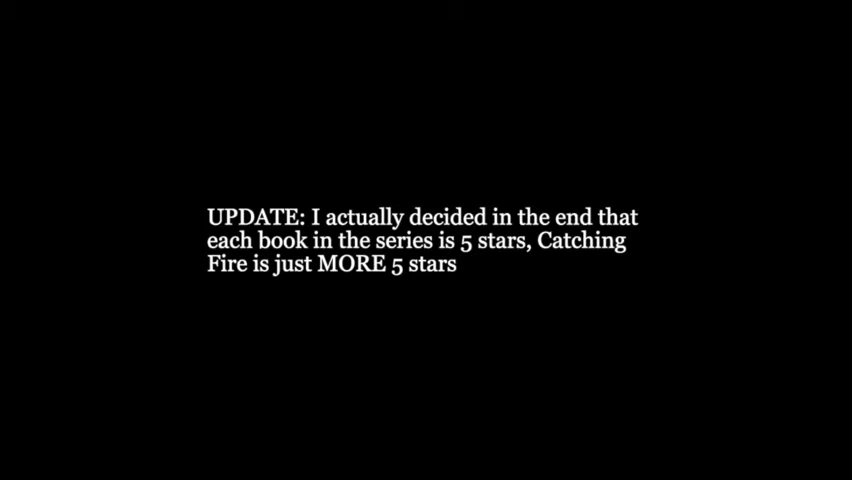 UPDATE: I actually decided in the end that
each book in the series is 5 stars, Catching
Fire is just MORE 5 stars